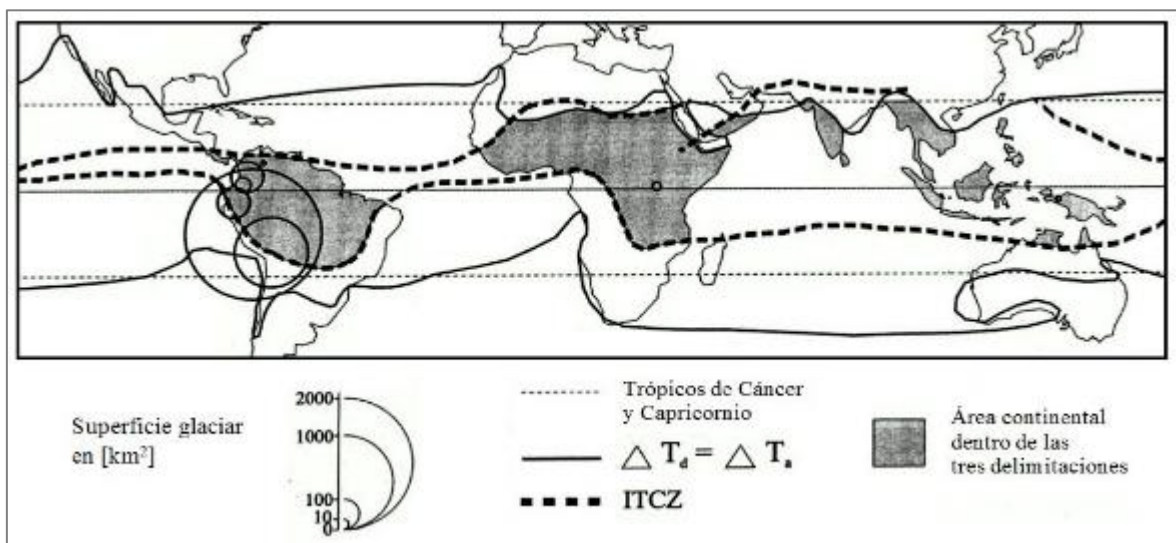 Superficie glaciar
en [km²]
2000
1000
100
10
0
Trópicos de Cáncer
y Capricornio
△ T_d = △ T_a
ITCZ
Área continental
dentro de las
tres delimitaciones